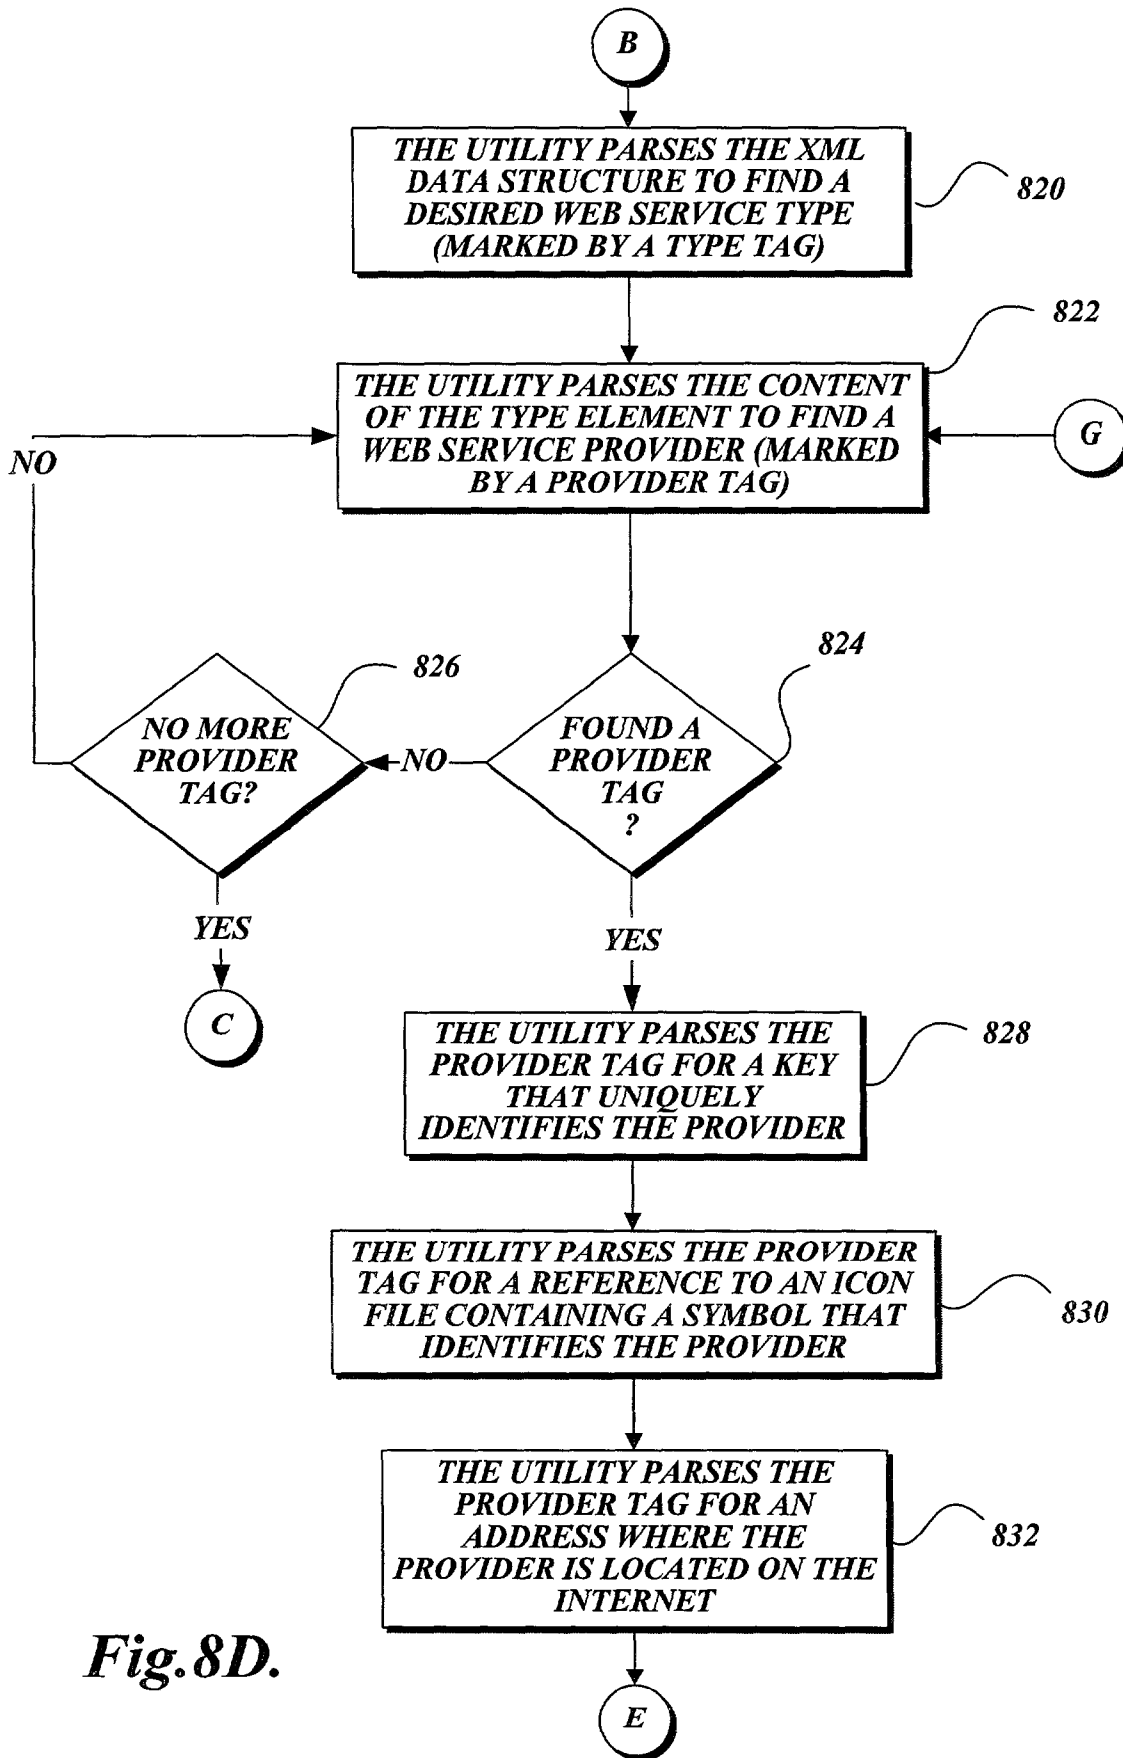 B
THE UTILITY PARSES THE XML
DATA STRUCTURE TO FIND A
DESIRED WEB SERVICE TYPE
(MARKED BY A TYPE TAG)
820
822
THE UTILITY PARSES THE CONTENT
OF THE TYPE ELEMENT TO FIND A
WEB SERVICE PROVIDER (MARKED
BY A PROVIDER TAG)
G
NO
824
826
NO MORE
PROVIDER
TAG?
NO
FOUND A
PROVIDER
TAG
?
YES
YES
C
THE UTILITY PARSES THE
PROVIDER TAG FOR A KEY
THAT UNIQUELY
IDENTIFIES THE PROVIDER
828
THE UTILITY PARSES THE PROVIDER
TAG FOR A REFERENCE TO AN ICON
FILE CONTAINING A SYMBOL THAT
IDENTIFIES THE PROVIDER
830
THE UTILITY PARSES THE
PROVIDER TAG FOR AN
ADDRESS WHERE THE
PROVIDER IS LOCATED ON THE
INTERNET
832
Fig.8D.
E